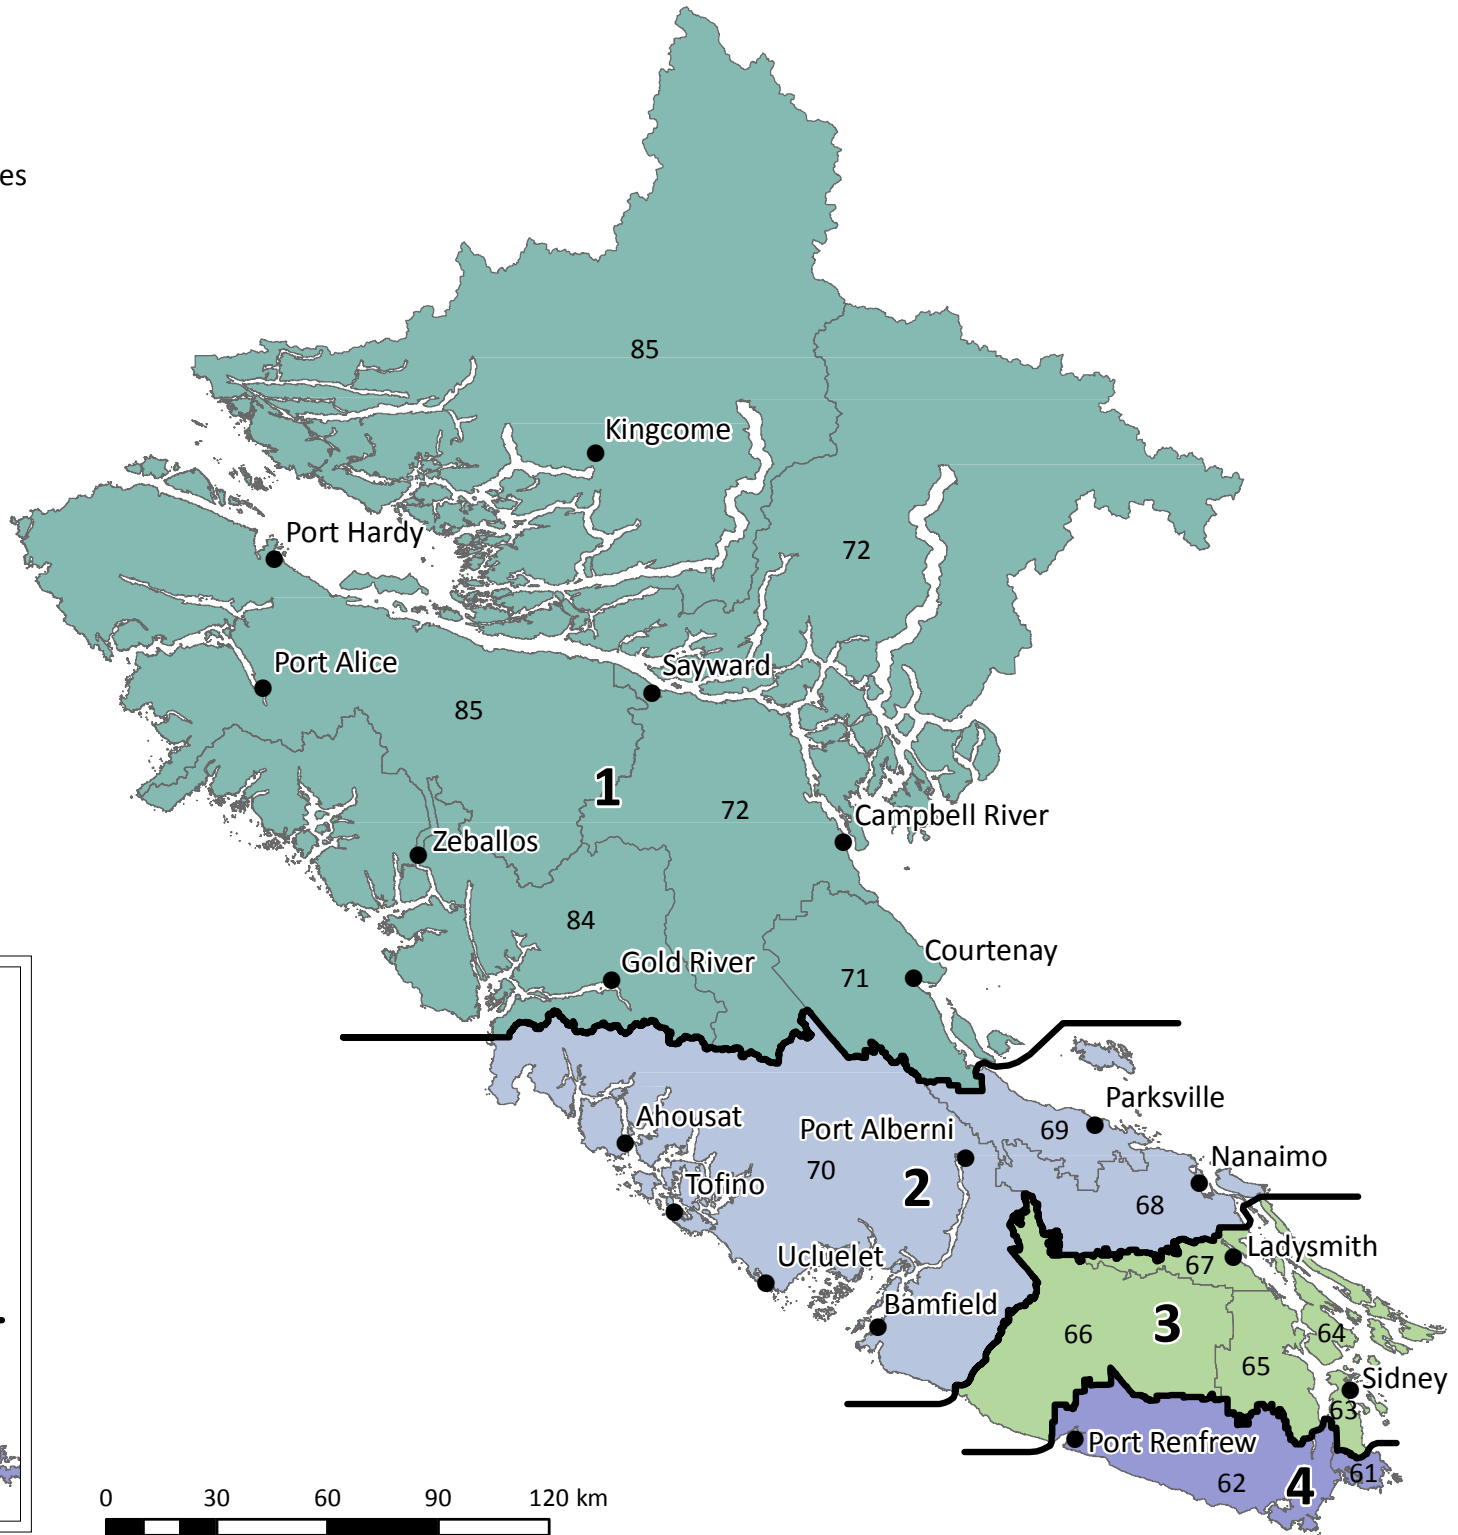 es
85
Kingcome
Port Hardy
72
Port Alice
Sayward
85
1
72
Campbell River
Zeballos
84
Courtenay
Gold River
71
Parksville
Ahousat
Port Alberni
69
70
2
Nanaimo
Tofino
68
Ladysmith
Ucluelet
67
Bamfield
66
3
64
65
Sidney
63
Port Renfrew
62
4
61
0 30 60 90 120 km